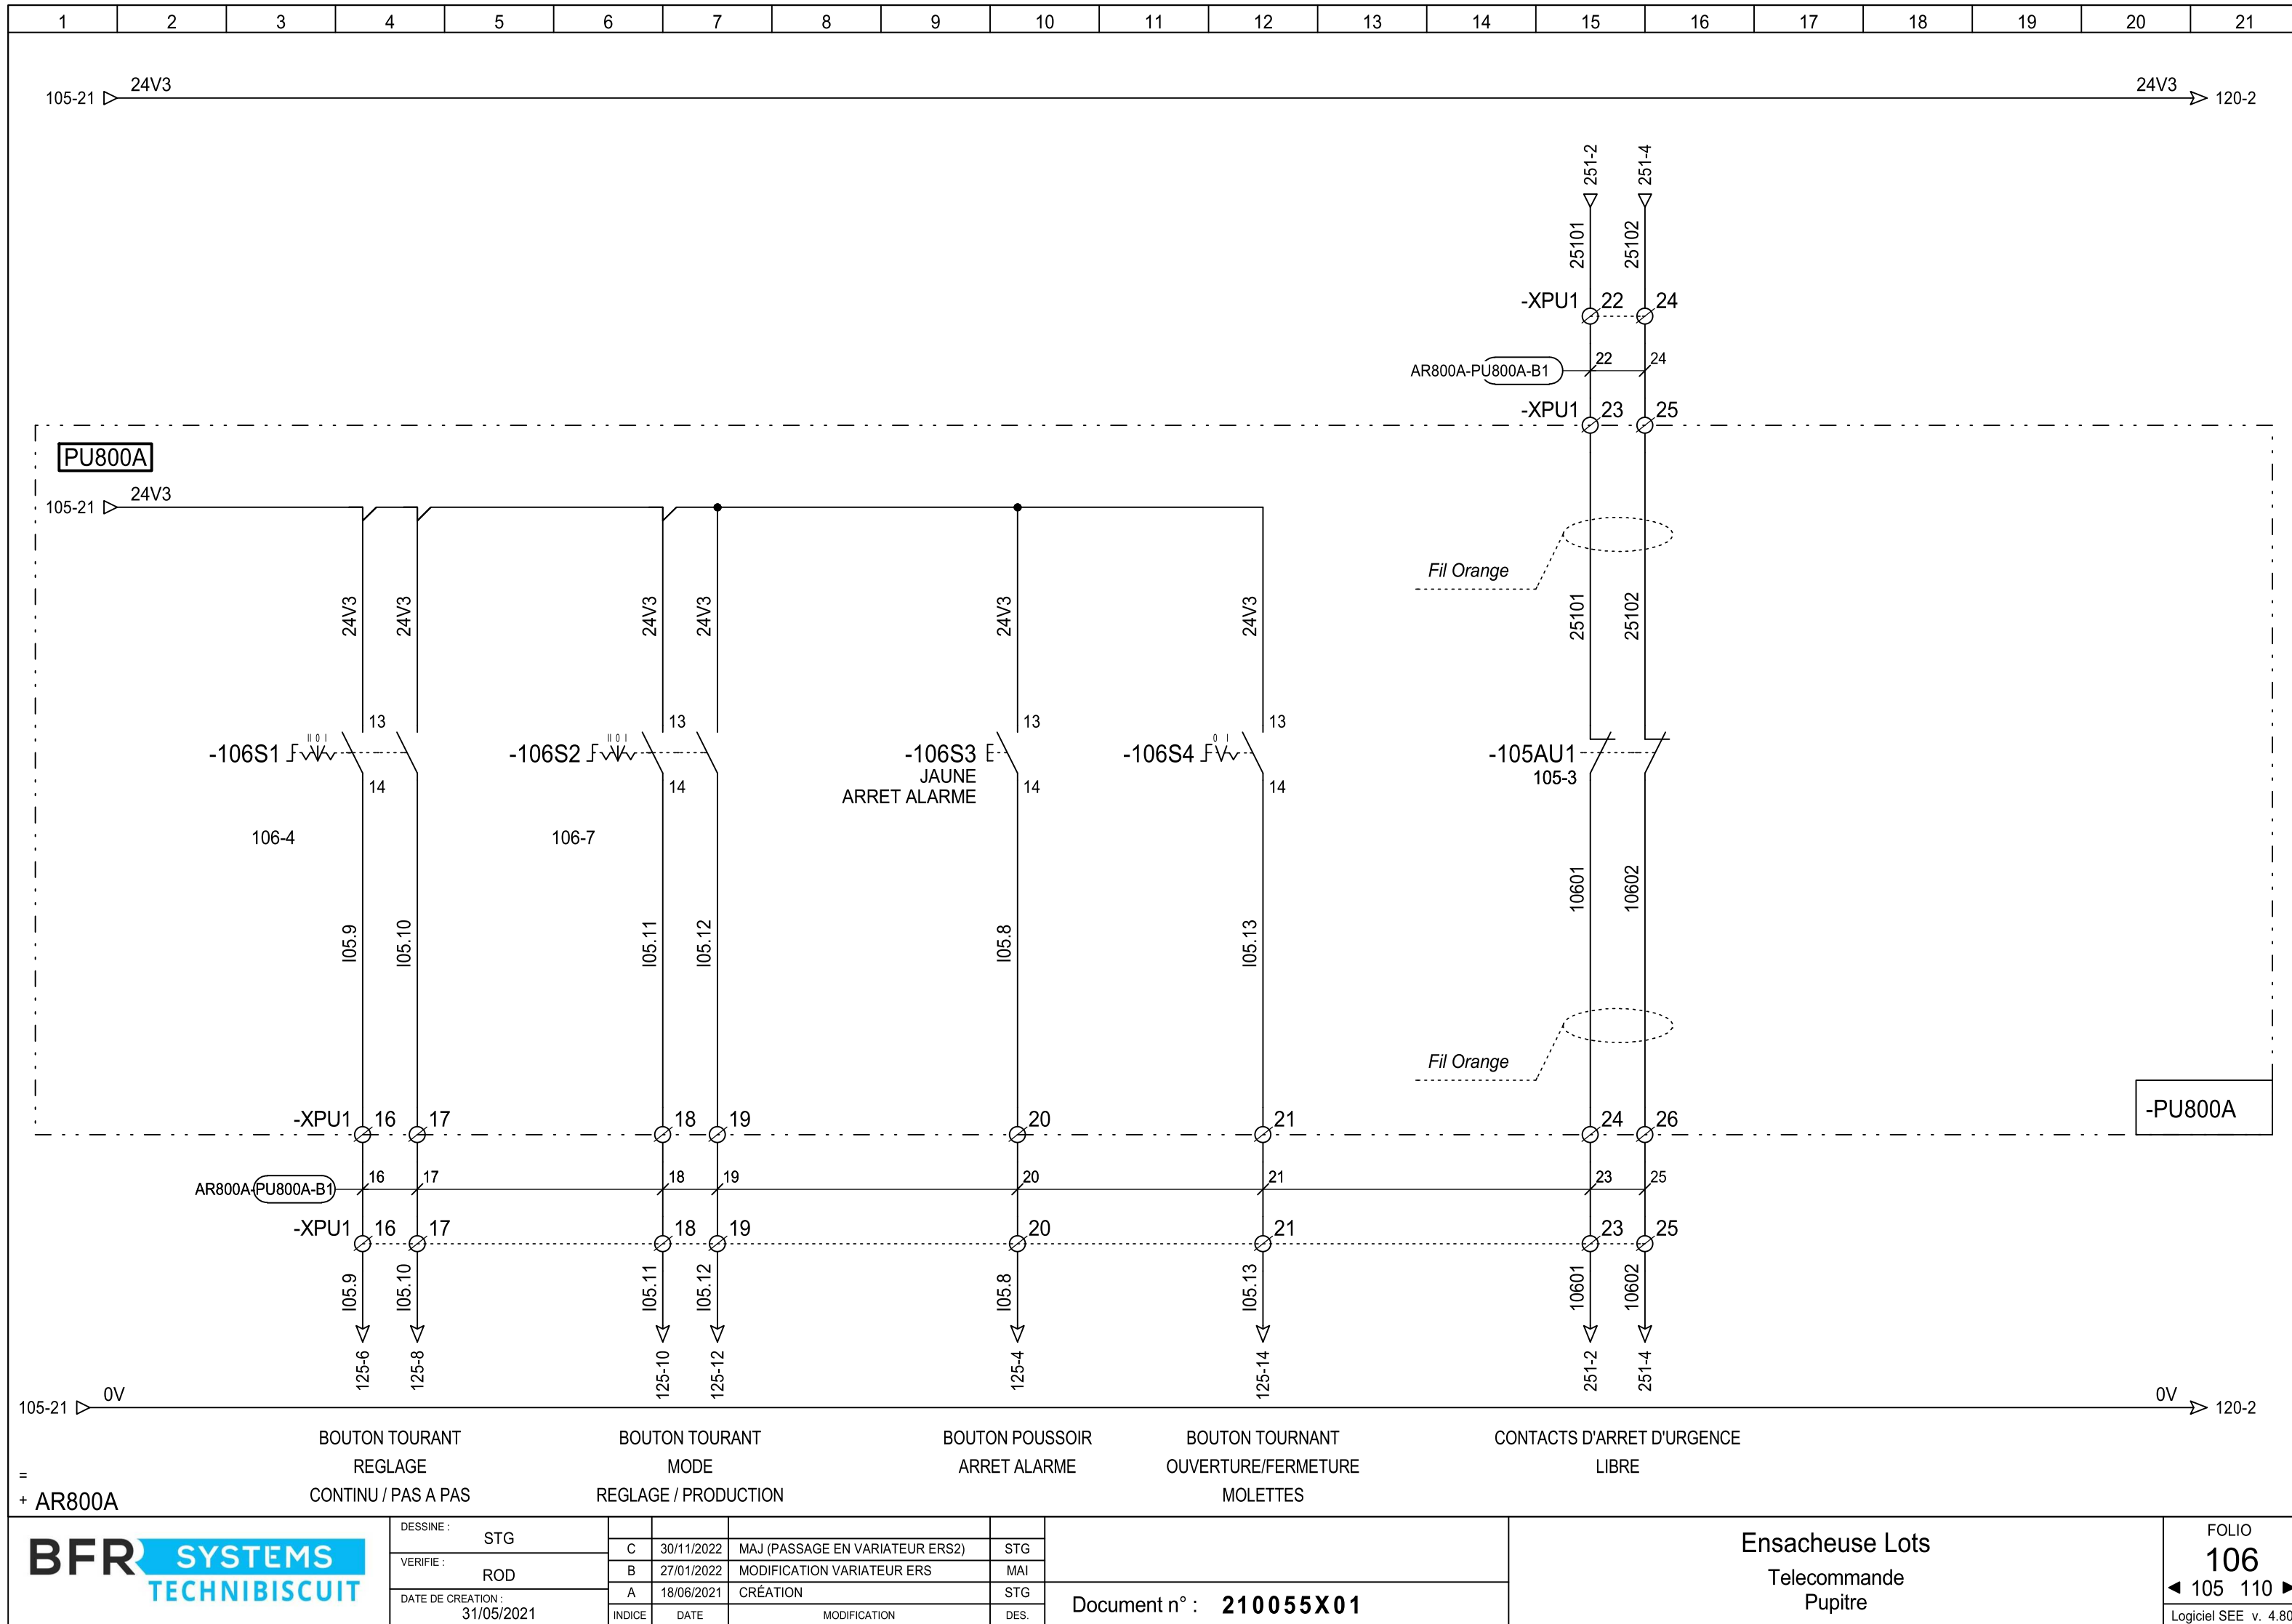 1 2 3 4 5 6 7 8 9 10 11 12 13 14 15 16 17 18 19 20 21
105-21 24V3 24V3 120-2
251-2 251-4
25101 25102
-XPU1 22 24
AR800A-PU800A-B1 22 24
-XPU1 23 25
PU800A
105-21 24V3
Fil Orange
24V3 24V3 24V3 24V3 24V3 24V3 25101 25102
13 13 13 13
-106S1 II 0 I -106S2 II 0 I -106S3 -106S4 0 I -105AU1
JAUNE 105-3
ARRET ALARME
14 14 14 14
106-4 106-7
10601 10602
I05.9 I05.10 I05.11 I05.12 I05.8 I05.13
Fil Orange
-PU800A
-XPU1 16 17 18 19 20 21 24 26
AR800A-PU800A-B1 16 17 18 19 20 21 23 25
-XPU1 16 17 18 19 20 21 23 25
I05.9 I05.10 I05.11 I05.12 I05.8 I05.13 10601 10602
125-6 125-8 125-10 125-12 125-4 125-14 251-2 251-4
105-21 0V 0V 120-2
BOUTON TOURANT
REGLAGE
CONTINU / PAS A PAS
BOUTON TOURANT
MODE
REGLAGE / PRODUCTION
BOUTON POUSSOIR
ARRET ALARME
BOUTON TOURNANT
OUVERTURE/FERMETURE
MOLETTES
CONTACTS D'ARRET D'URGENCE
LIBRE
=
+ AR800A
BFR SYSTEMS
TECHNIBISCUIT
DESSINE :
STG
VERIFIE :
ROD
DATE DE CREATION :
31/05/2021
C 30/11/2022 MAJ (PASSAGE EN VARIATEUR ERS2) STG
B 27/01/2022 MODIFICATION VARIATEUR ERS MAI
A 18/06/2021 CRÉATION STG
INDICE DATE MODIFICATION DES.
Document n° : 210055X01
Ensacheuse Lots
Telecommande
Pupitre
FOLIO
106
◄ 105 110 ►
Logiciel SEE v. 4.80